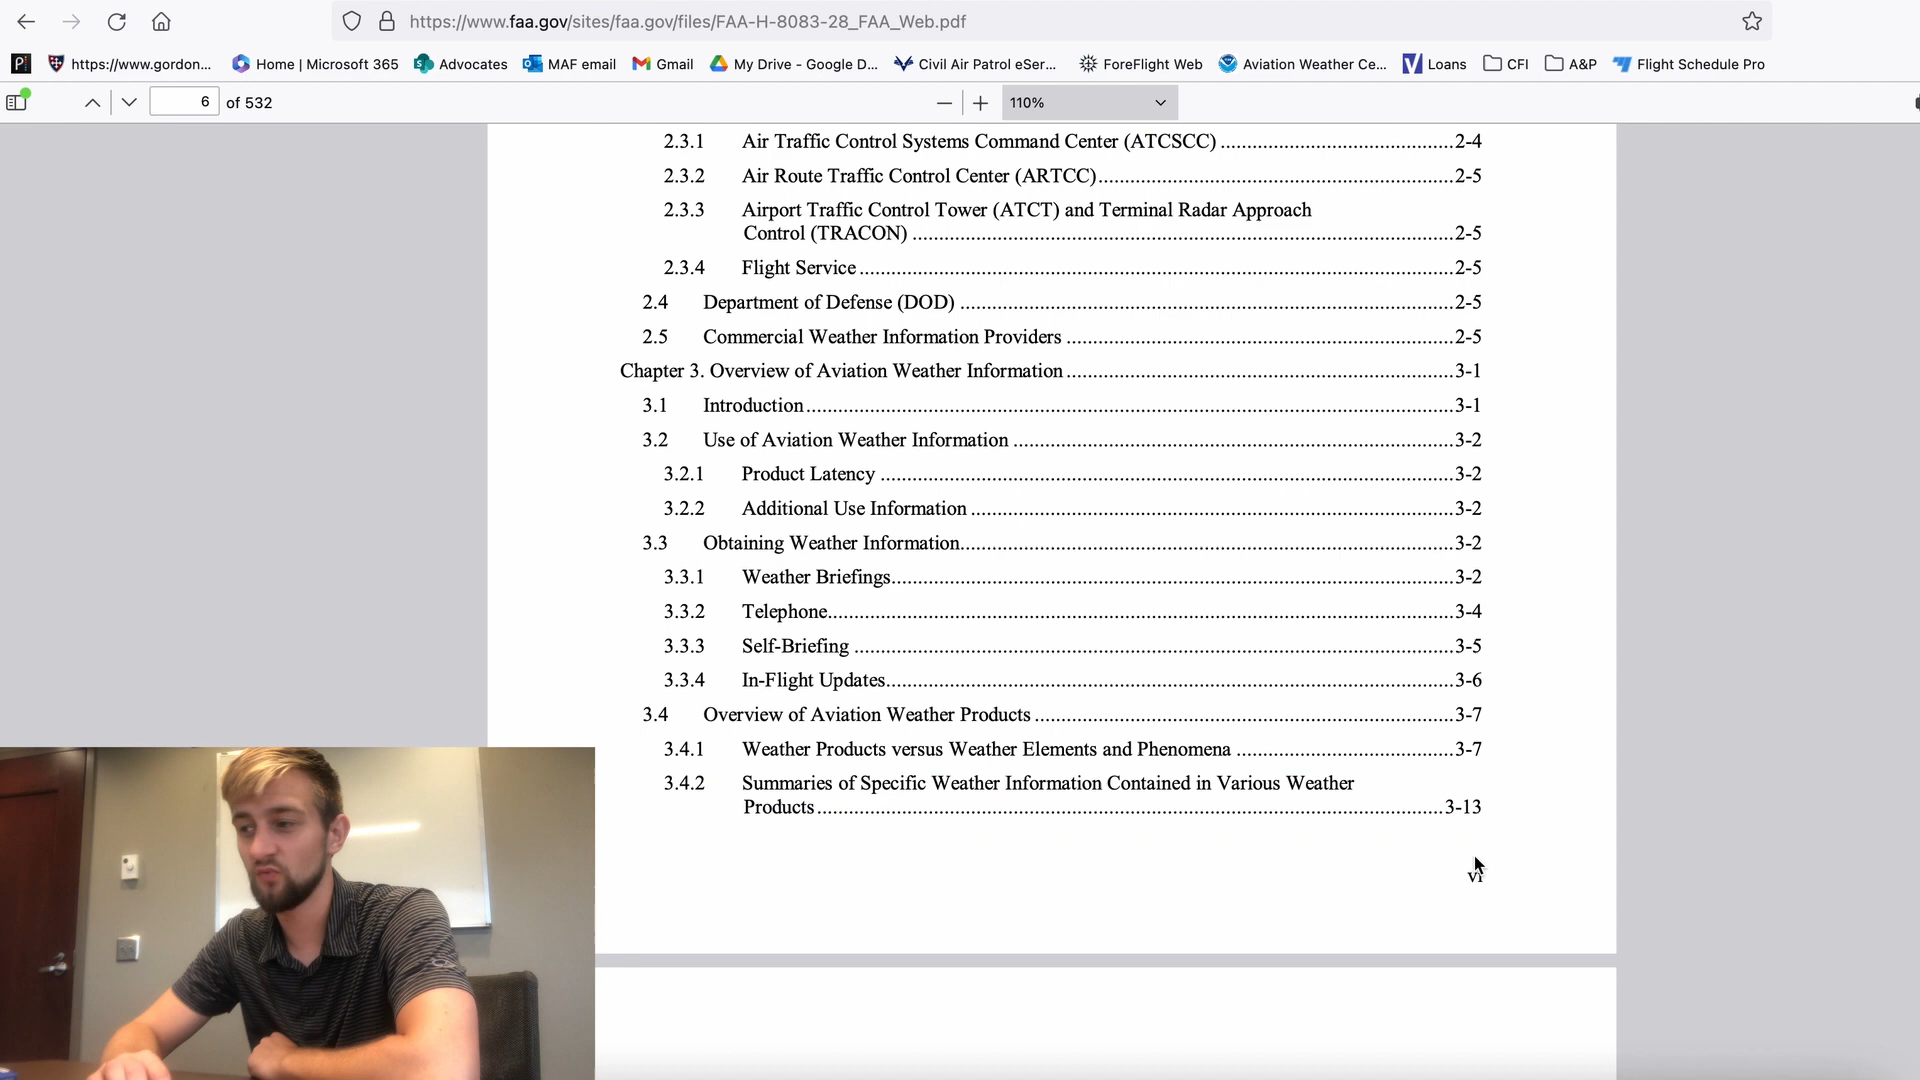 https://www.faa.gov/sites/faa.gov/files/FAA-H-8083-28_FAA_Web.pdf
https://www.gordon... Home | Microsoft 365 Advocates MAF email Gmail My Drive - Google D... Civil Air Patrol eSer... ForeFlight Web Aviation Weather Ce... Loans CFI A&P Flight Schedule Pro
6 of 532 110%
2.3.1 Air Traffic Control Systems Command Center (ATCSCC) 2-4
2.3.2 Air Route Traffic Control Center (ARTCC) 2-5
2.3.3 Airport Traffic Control Tower (ATCT) and Terminal Radar Approach
Control (TRACON) 2-5
2.3.4 Flight Service 2-5
2.4 Department of Defense (DOD) 2-5
2.5 Commercial Weather Information Providers 2-5
Chapter 3. Overview of Aviation Weather Information 3-1
3.1 Introduction 3-1
3.2 Use of Aviation Weather Information 3-2
3.2.1 Product Latency 3-2
3.2.2 Additional Use Information 3-2
3.3 Obtaining Weather Information 3-2
3.3.1 Weather Briefings 3-2
3.3.2 Telephone 3-4
3.3.3 Self-Briefing 3-5
3.3.4 In-Flight Updates 3-6
3.4 Overview of Aviation Weather Products 3-7
3.4.1 Weather Products versus Weather Elements and Phenomena 3-7
3.4.2 Summaries of Specific Weather Information Contained in Various Weather
Products 3-13
vi